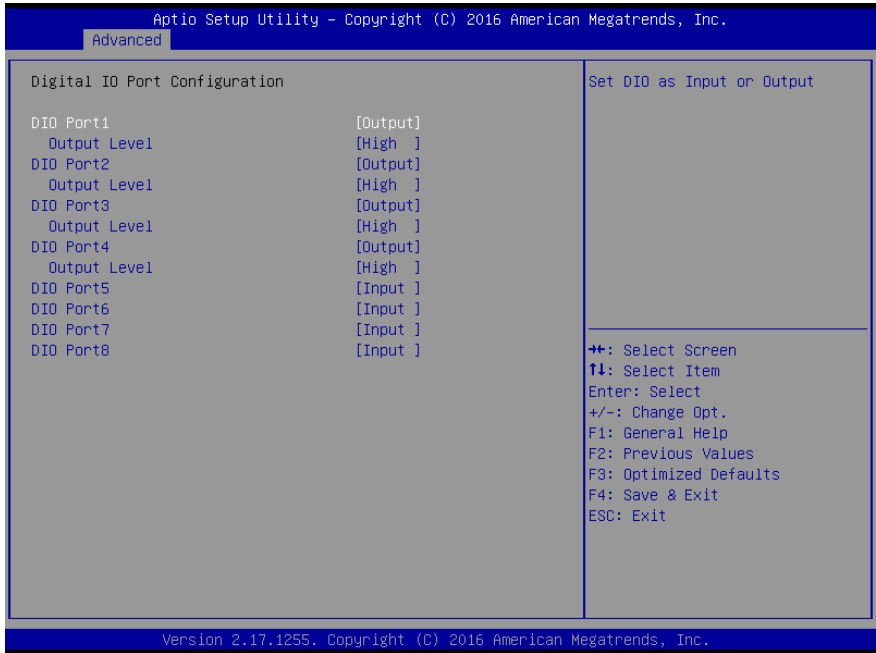 Aptio Setup Utility – Copyright (C) 2016 American Megatrends, Inc.
Advanced
Digital IO Port Configuration
DIO Port1 [Output]
Output Level [High ]
DIO Port2 [Output]
Output Level [High ]
DIO Port3 [Output]
Output Level [High ]
DIO Port4 [Output]
Output Level [High ]
DIO Port5 [Input ]
DIO Port6 [Input ]
DIO Port7 [Input ]
DIO Port8 [Input ]
Set DIO as Input or Output
→←: Select Screen
↑↓: Select Item
Enter: Select
+/-: Change Opt.
F1: General Help
F2: Previous Values
F3: Optimized Defaults
F4: Save & Exit
ESC: Exit
Version 2.17.1255. Copyright (C) 2016 American Megatrends, Inc.